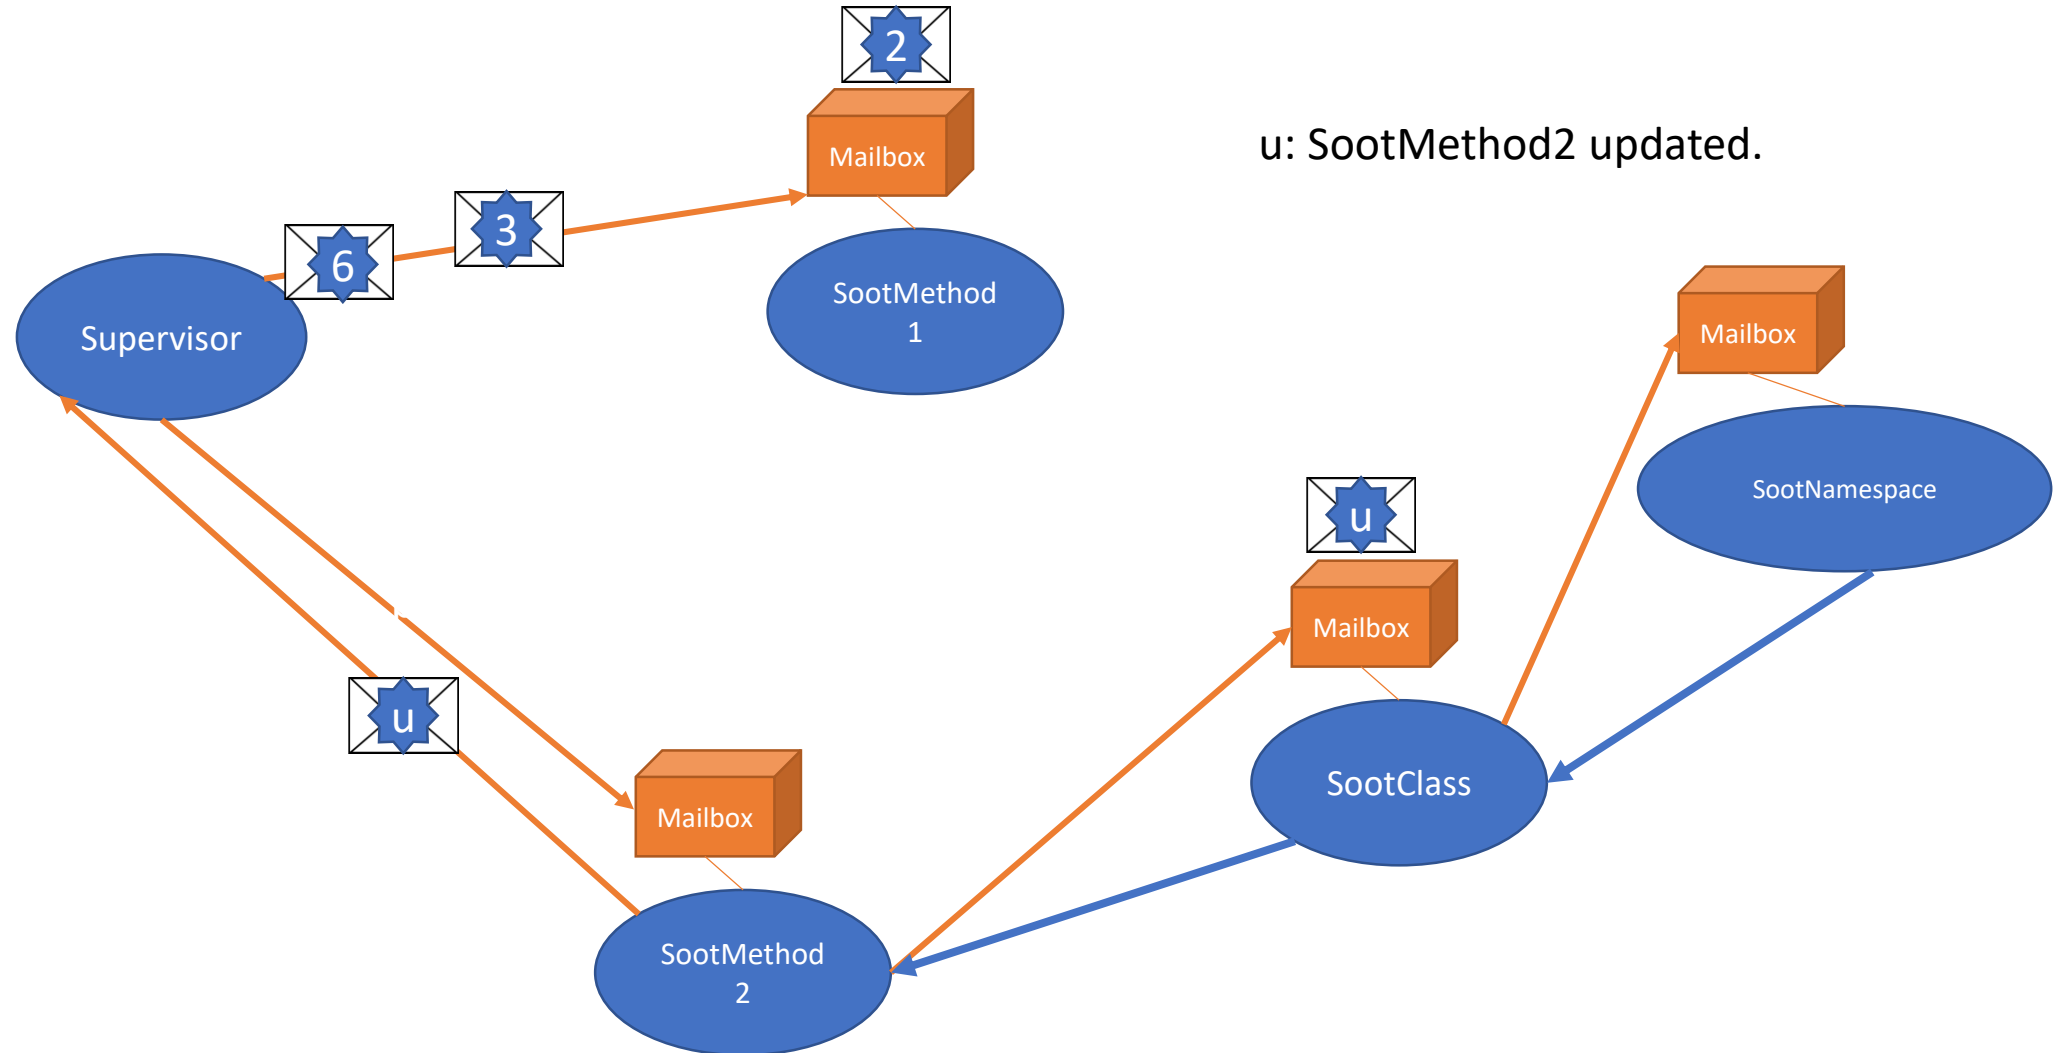 2
Mailbox
u: SootMethod2 updated.
3
6
SootMethod
1
Supervisor
Mailbox
SootNamespace
u
Mailbox
u
SootClass
Mailbox
SootMethod
2